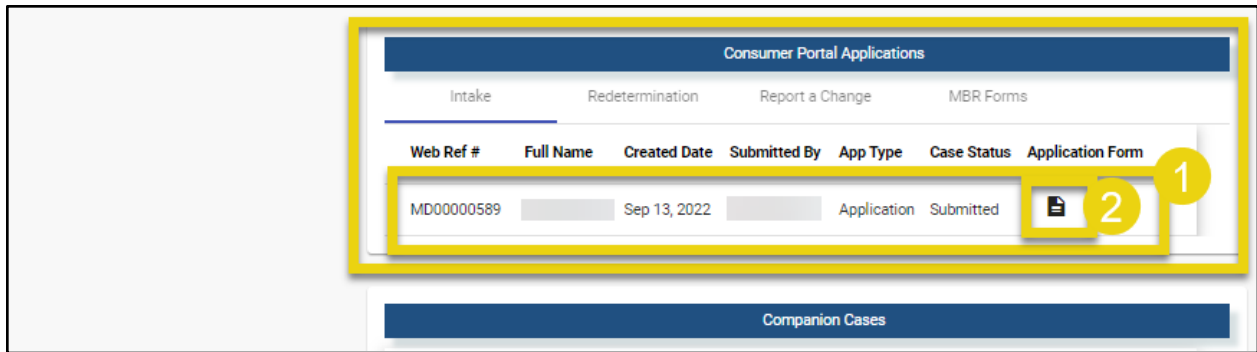 Consumer Portal Applications
Intake Redetermination Report a Change MBR Forms
Web Ref # Full Name Created Date Submitted By App Type Case Status Application Form
1
MD00000589 Sep 13, 2022 Application Submitted 2
Companion Cases